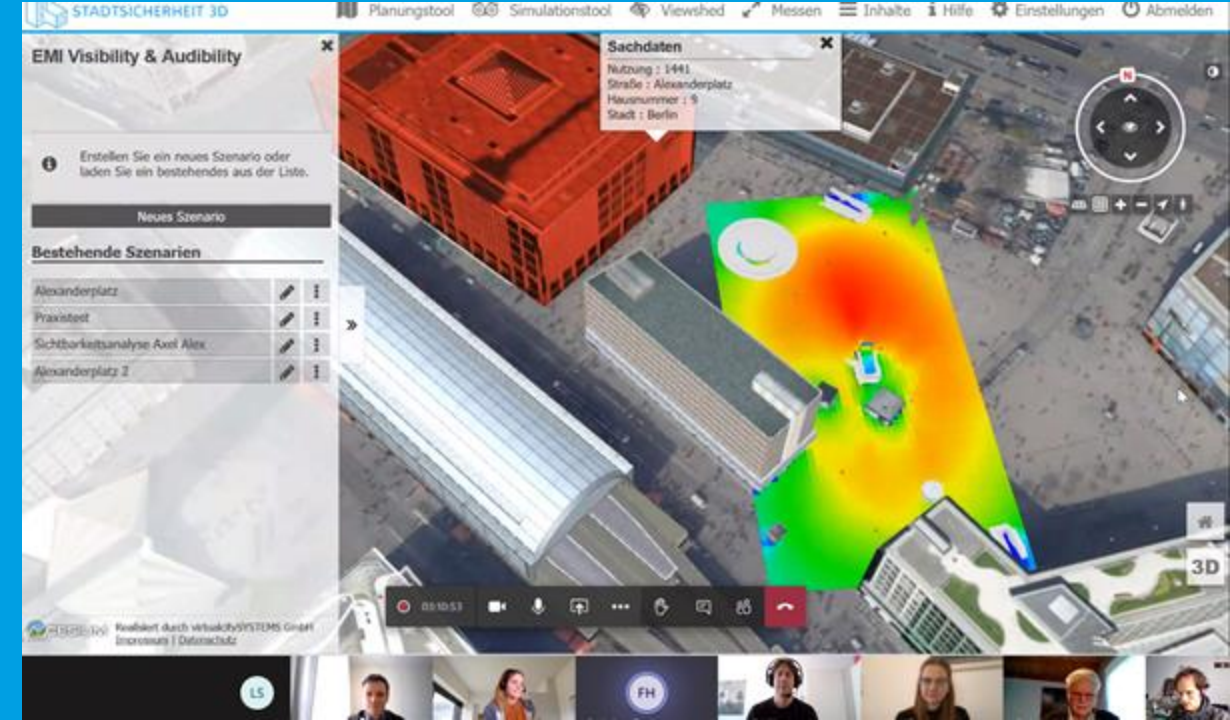 STADTSICHERHEIT 3D
Planungstool Simulationstool Viewshed Messen Inhalte i Hilfe Einstellungen Abmelden
EMI Visibility & Audibility
Erstellen Sie ein neues Szenario oder
laden Sie ein bestehendes aus der Liste.
Neues Szenario
Bestehende Szenarien
Alexanderplatz
Praxistest
Sichtbarkeitsanalyse Axel Alex
Alexanderplatz 2
Sachdaten
Nutzung : 1441
Straße : Alexanderplatz
Hausnummer : 9
Stadt : Berlin
N
3D
03:10:53
CESIUM
Realisiert durch virtualcitySYSTEMS GmbH
Impressum | Datenschutz
LS
FH